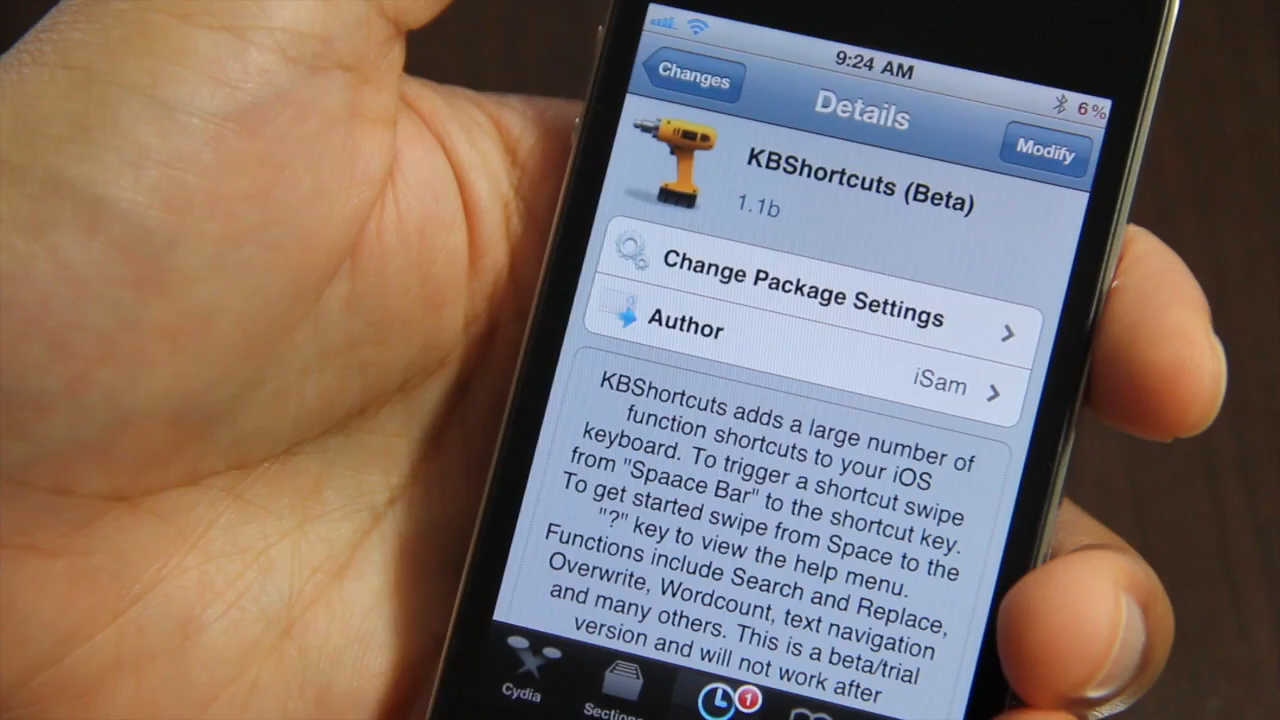 9:24 AM
6%
Changes
Details
Modify
KBShortcuts (Beta)
1.1b
Change Package Settings
Author
iSam
KBShortcuts adds a large number of
function shortcuts to your iOS
keyboard. To trigger a shortcut swipe
from "Spaace Bar" to the shortcut key.
To get started swipe from Space to the
"?" key to view the help menu.
Functions include Search and Replace,
Overwrite, Wordcount, text navigation
and many others. This is a beta/trial
version and will not work after
Cydia
Section
1